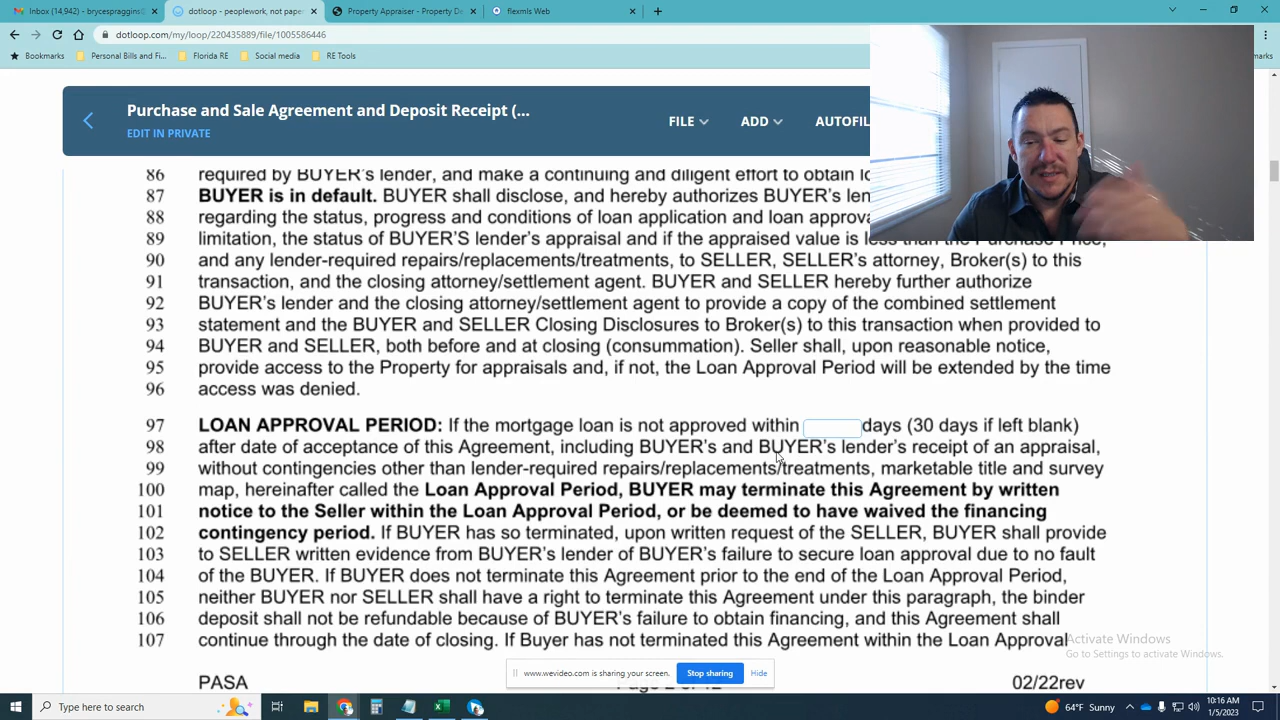 Inbox (14,942) - brycespraggins@
dotloop - peoplework, not paper
Property Appraiser - Property De
flexmls Web
dotloop.com/my/loop/220435889/file/1005586446
Bookmarks
Personal Bills and Fi...
Florida RE
Social media
RE Tools
Purchase and Sale Agreement and Deposit Receipt (...
EDIT IN PRIVATE
FILE
ADD
86 required by BUYER's lender, and make a continuing and diligent effort to obtain
87 BUYER is in default. BUYER shall disclose, and hereby authorizes BUYER's
88 regarding the status, progress and conditions of loan application and loan
89 limitation, the status of BUYER'S lender's appraisal and if the appraised value is less than the Purchase Price,
90 and any lender-required repairs/replacements/treatments, to SELLER, SELLER's attorney, Broker(s) to this
91 transaction, and the closing attorney/settlement agent. BUYER and SELLER hereby further authorize
92 BUYER's lender and the closing attorney/settlement agent to provide a copy of the combined settlement
93 statement and the BUYER and SELLER Closing Disclosures to Broker(s) to this transaction when provided to
94 BUYER and SELLER, both before and at closing (consummation). Seller shall, upon reasonable notice,
95 provide access to the Property for appraisals and, if not, the Loan Approval Period will be extended by the time
96 access was denied.
97 LOAN APPROVAL PERIOD: If the mortgage loan is not approved within days (30 days if left blank)
98 after date of acceptance of this Agreement, including BUYER's and BUYER's lender's receipt of an appraisal,
99 without contingencies other than lender-required repairs/replacements/treatments, marketable title and survey
100 map, hereinafter called the Loan Approval Period, BUYER may terminate this Agreement by written
101 notice to the Seller within the Loan Approval Period, or be deemed to have waived the financing
102 contingency period. If BUYER has so terminated, upon written request of the SELLER, BUYER shall provide
103 to SELLER written evidence from BUYER's lender of BUYER's failure to secure loan approval due to no fault
104 of the BUYER. If BUYER does not terminate this Agreement prior to the end of the Loan Approval Period,
105 neither BUYER nor SELLER shall have a right to terminate this Agreement under this paragraph, the binder
106 deposit shall not be refundable because of BUYER's failure to obtain financing, and this Agreement shall
107 continue through the date of closing. If Buyer has not terminated this Agreement within the Loan Approval
Activate Windows
Go to Settings to activate Windows.
www.wevideo.com is sharing your screen.
Stop sharing
Hide
PASA
02/22rev
Type here to search
64°F Sunny
10:16 AM
1/5/2023